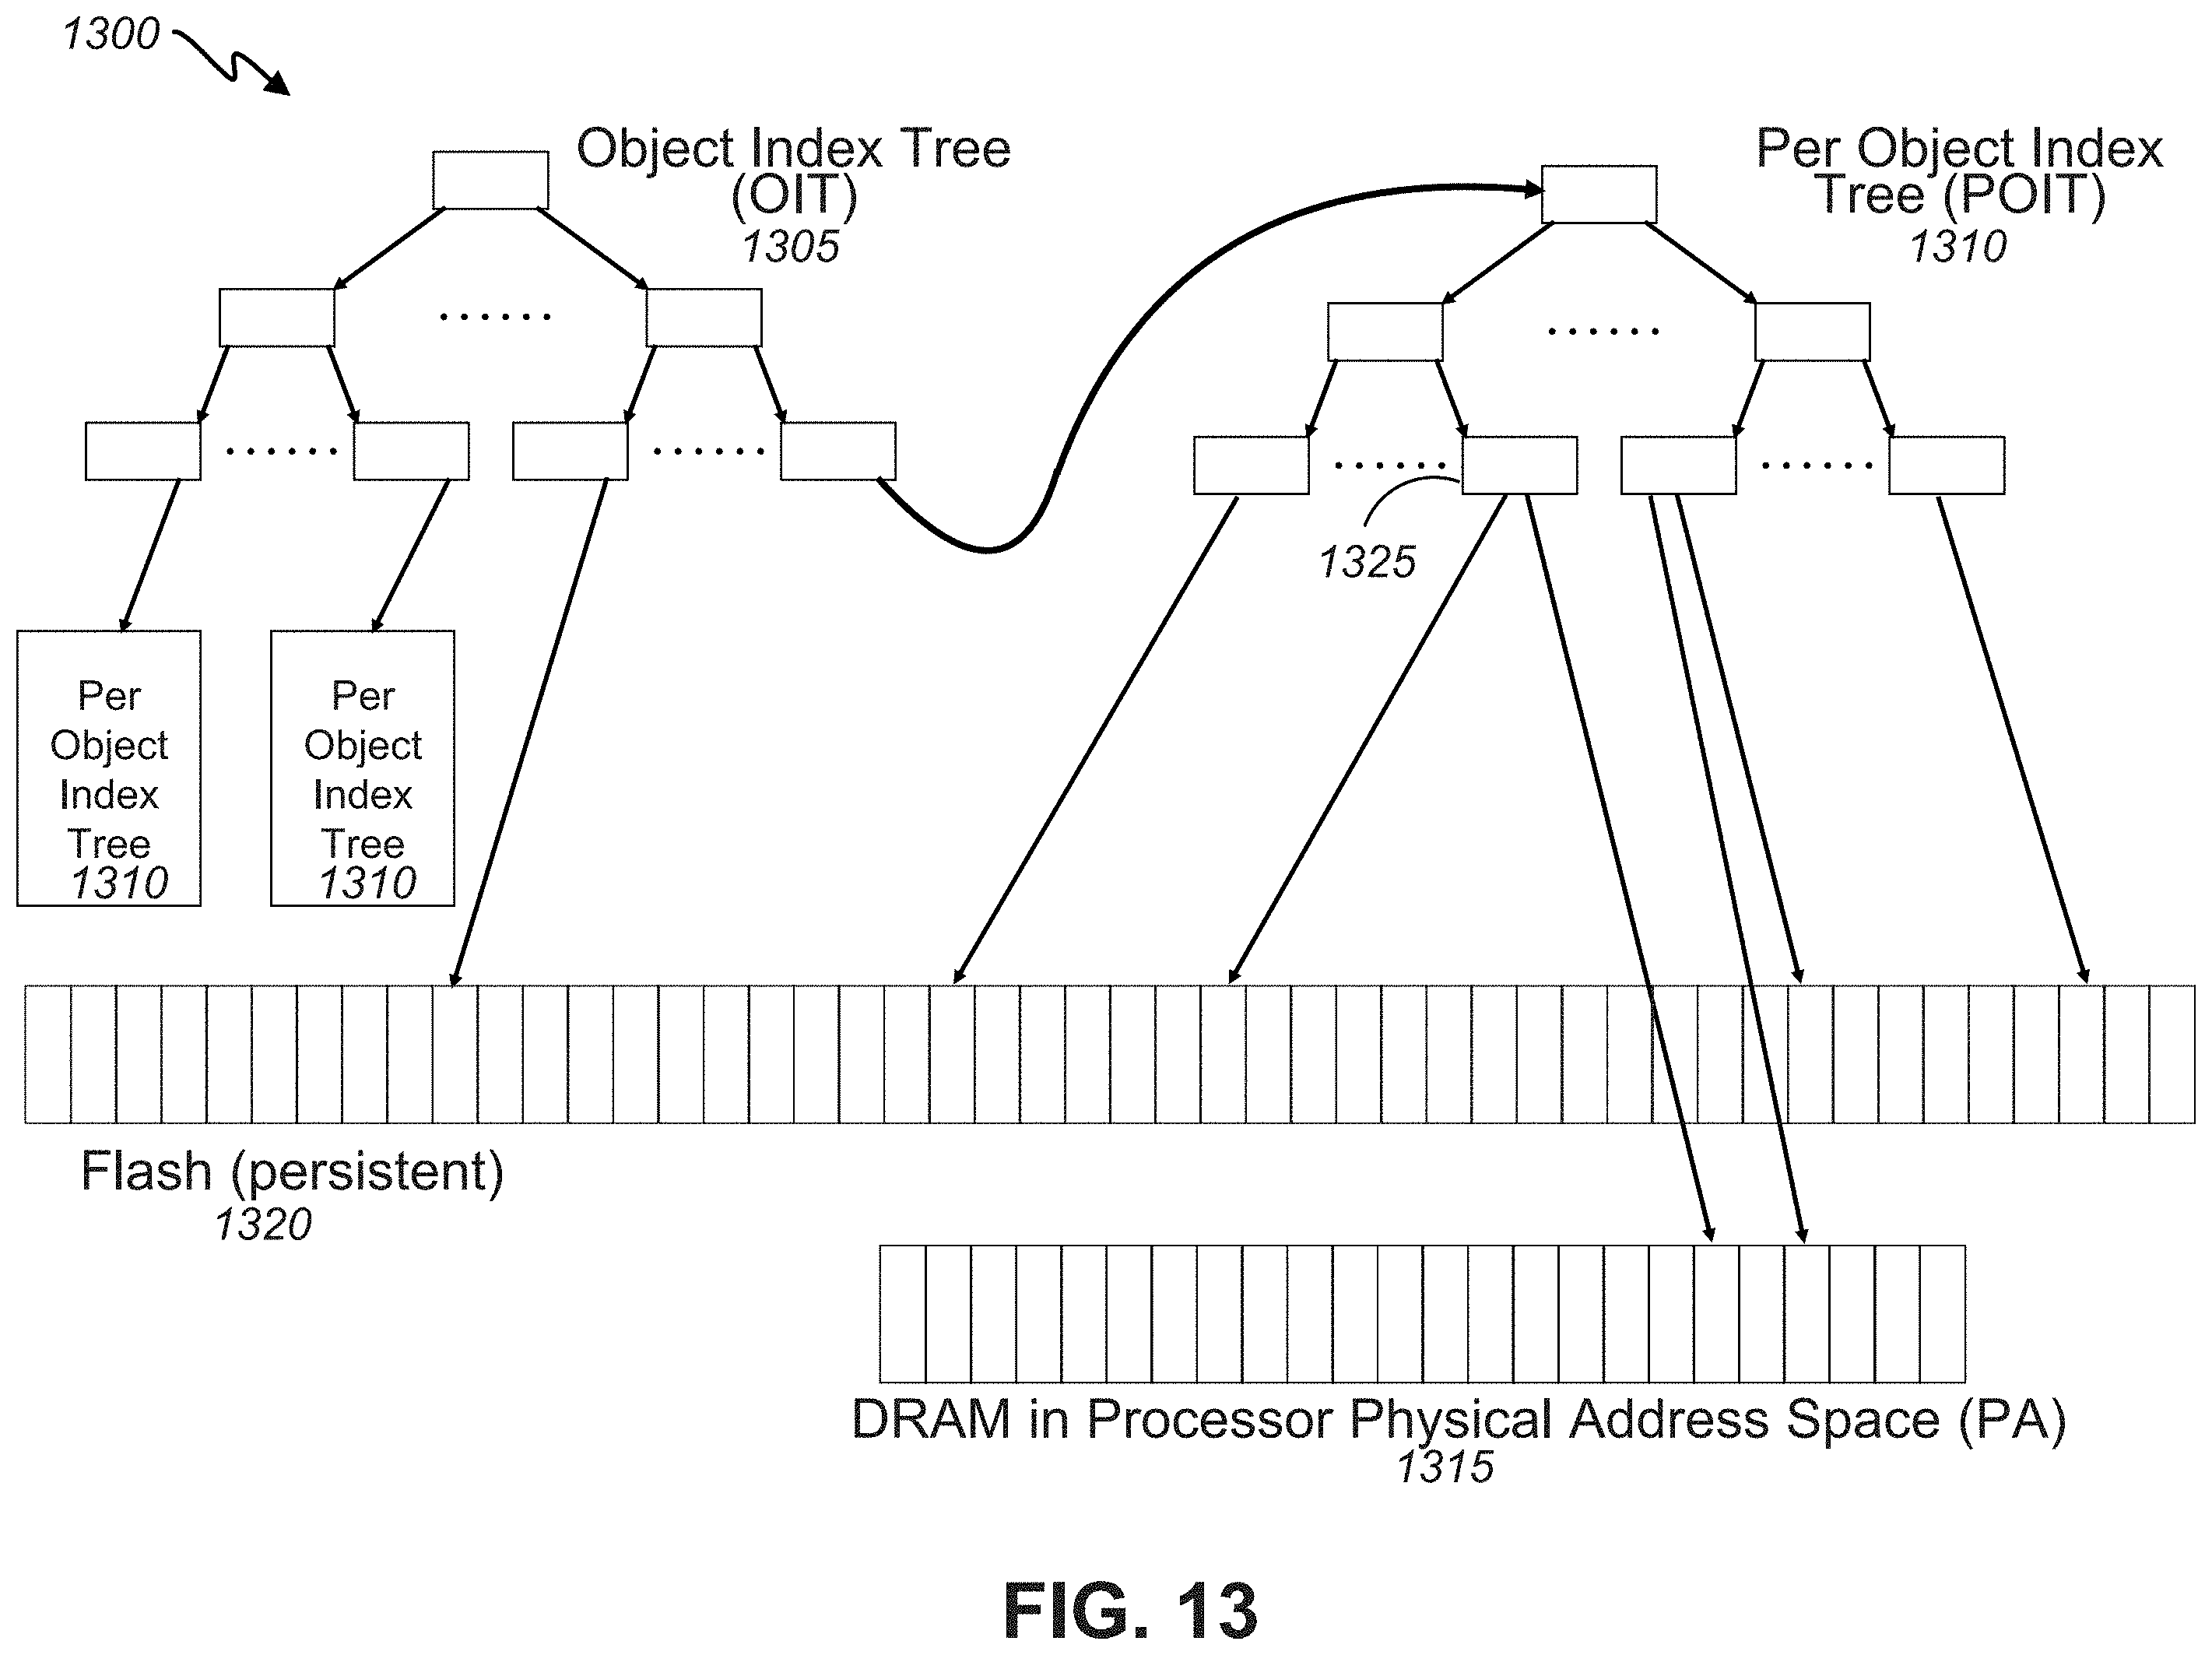 1300
Object Index Tree
(OIT)
1305
Per Object Index
Tree (POIT)
1310
1325
Per
Object
Index
Tree
1310
Per
Object
Index
Tree
1310
Flash (persistent)
1320
DRAM in Processor Physical Address Space (PA)
1315
FIG. 13